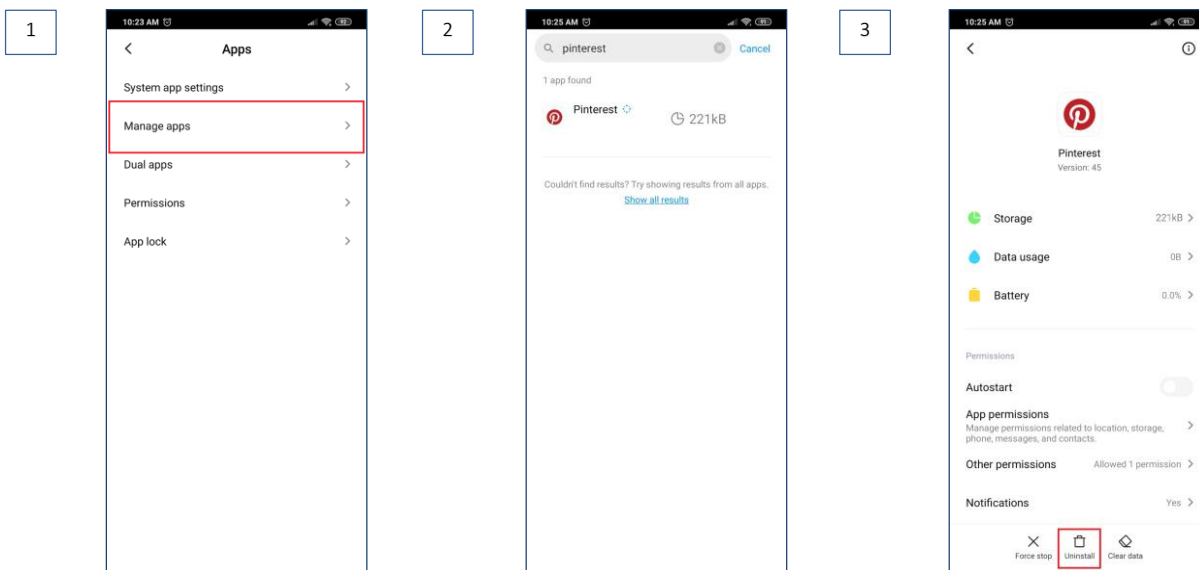 1
10:23 AM
92
Apps
System app settings
Manage apps
Dual apps
Permissions
App lock
2
10:25 AM
91
pinterest
Cancel
1 app found
Pinterest
221kB
Couldn't find results? Try showing results from all apps.
Show all results
3
10:25 AM
91
Pinterest
Version: 45
Storage 221kB
Data usage 0B
Battery 0.0%
Permissions
Autostart
App permissions
Manage permissions related to location, storage,
phone, messages, and contacts.
Other permissions Allowed 1 permission
Notifications Yes
Force stop Uninstall Clear data